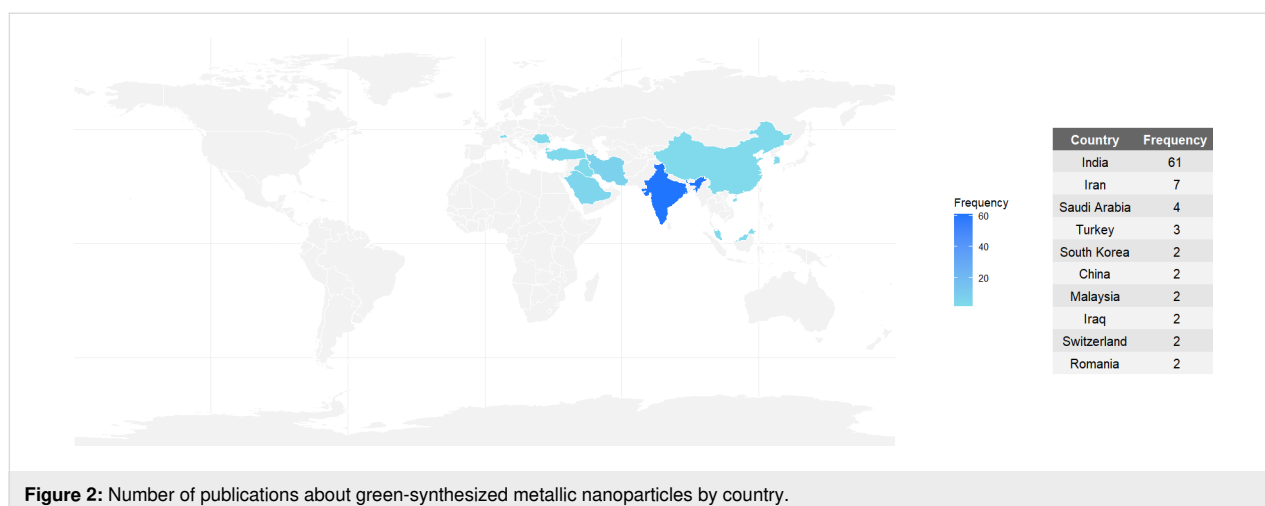 Frequency
60
40
20
Country Frequency
India 61
Iran 7
Saudi Arabia 4
Turkey 3
South Korea 2
China 2
Malaysia 2
Iraq 2
Switzerland 2
Romania 2
Figure 2: Number of publications about green-synthesized metallic nanoparticles by country.